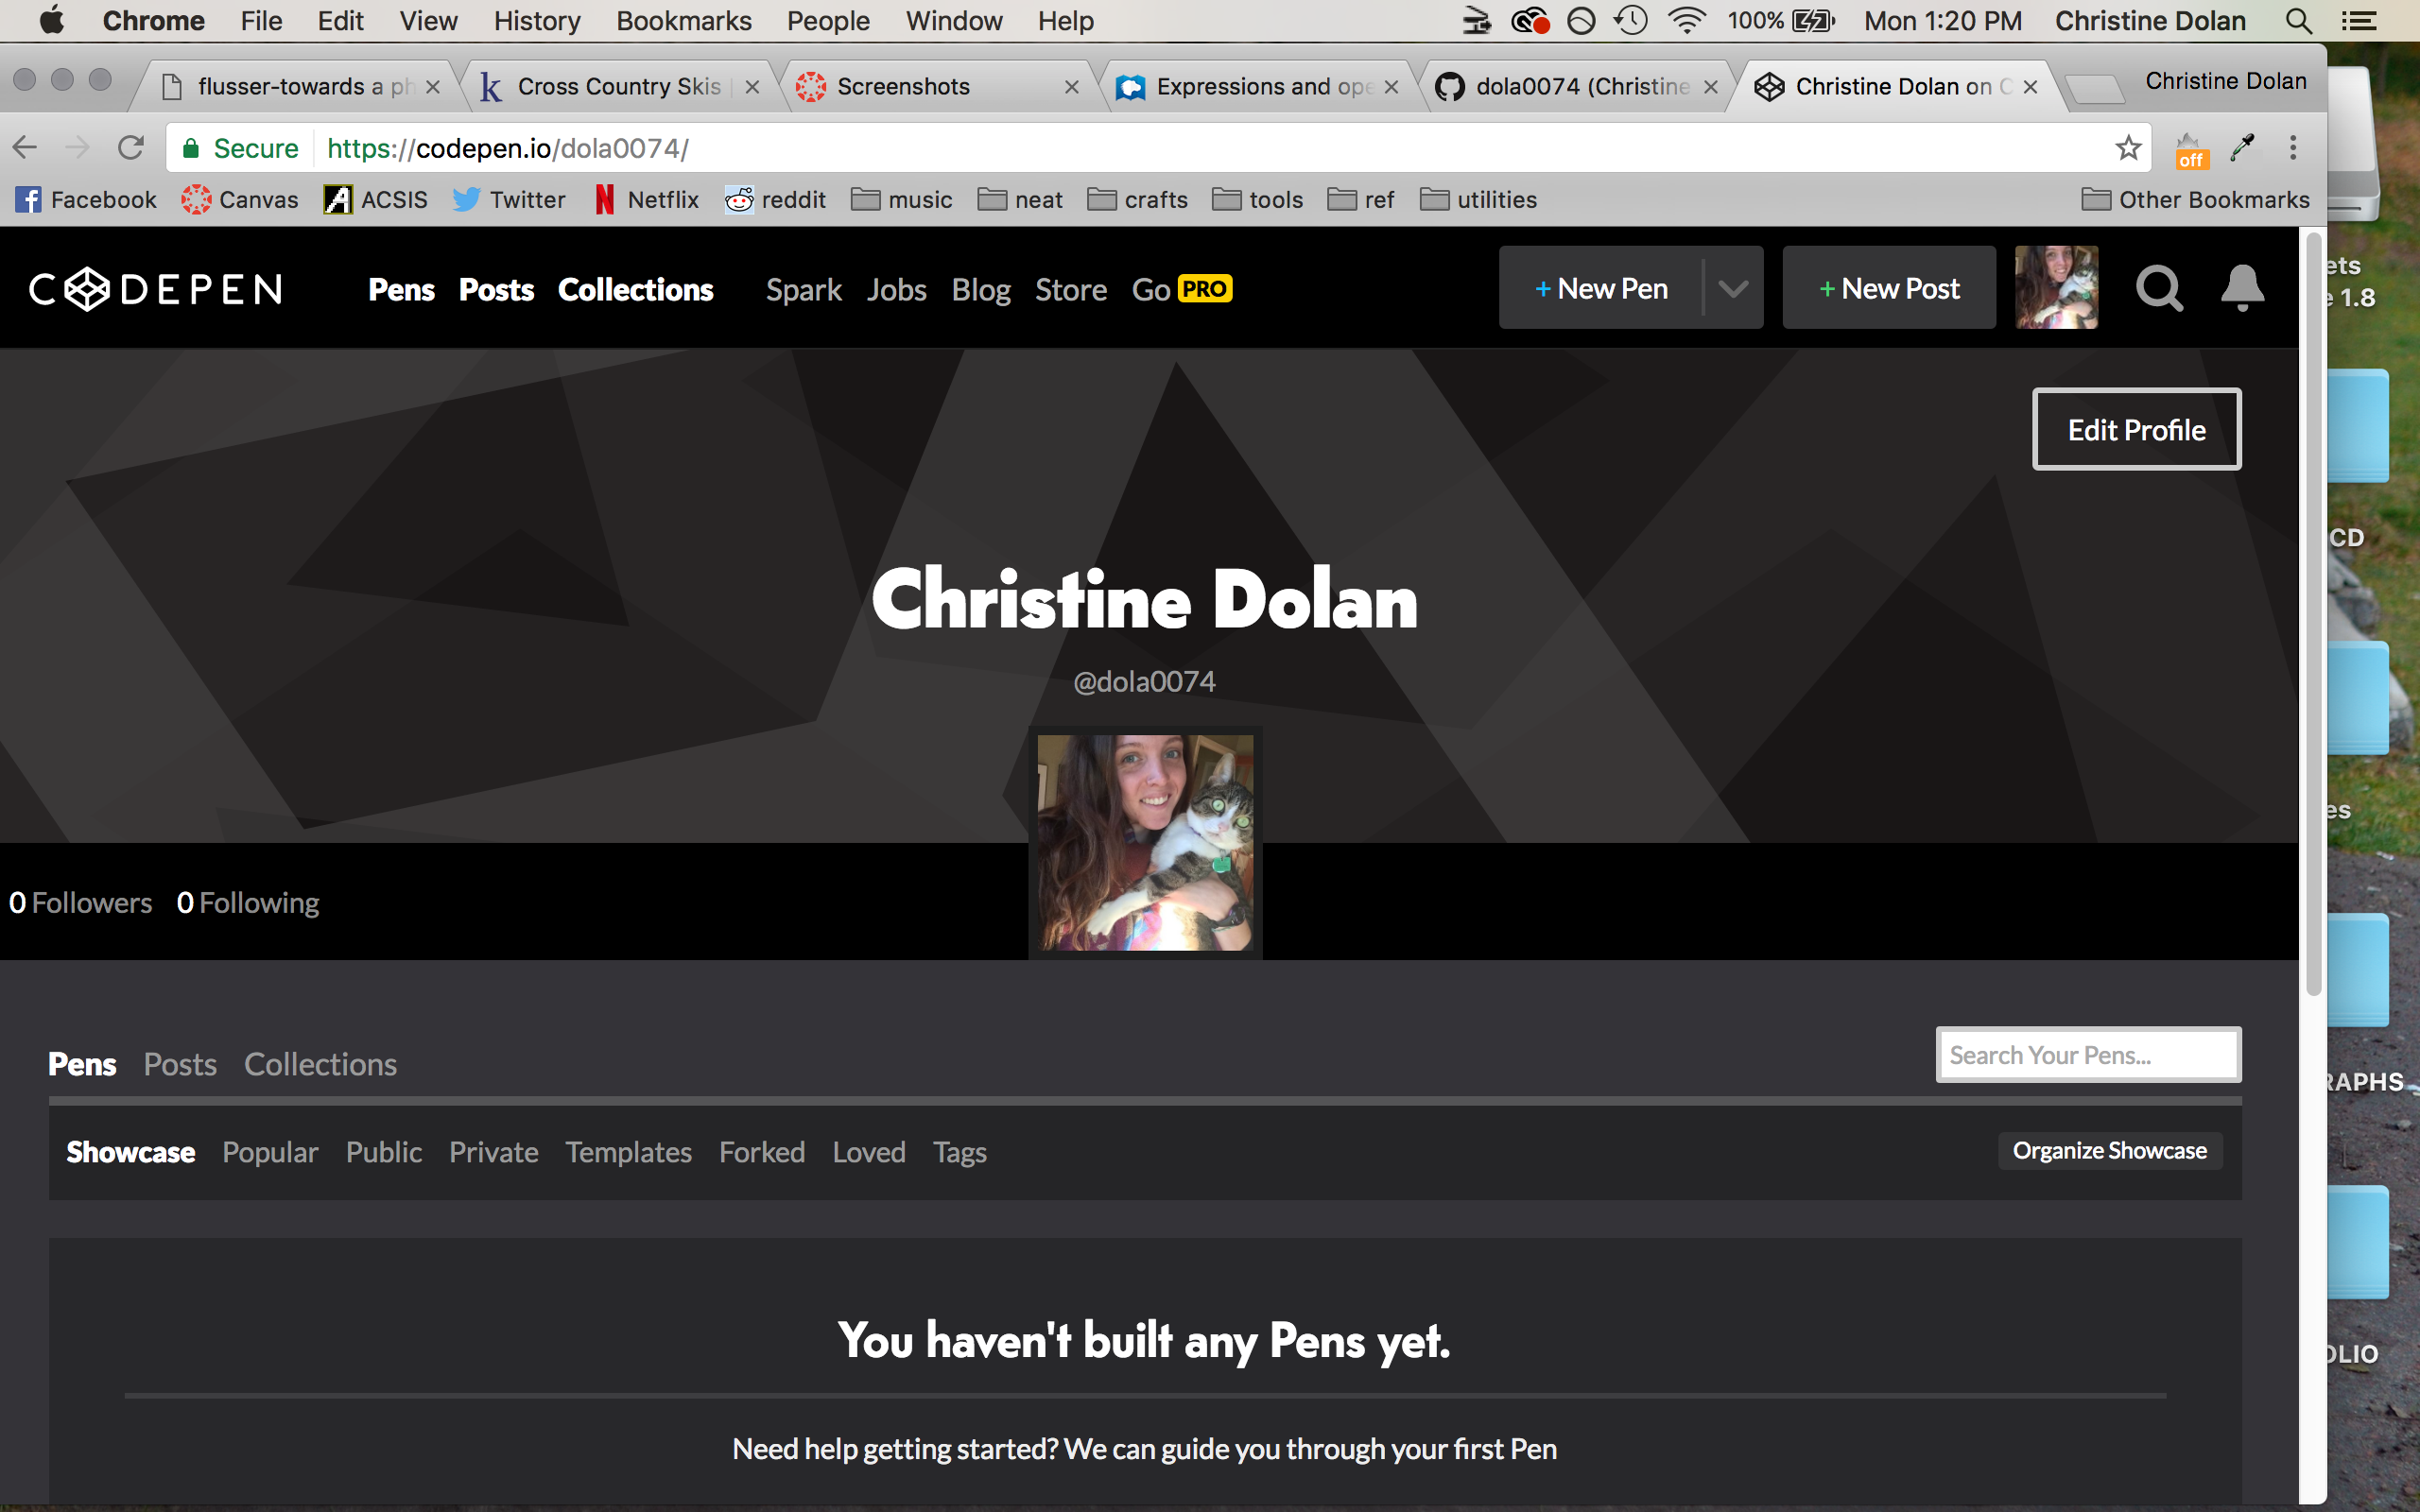 Chrome File Edit View History Bookmarks People Window Help 100% Mon 1:20 PM Christine Dolan
flusser-towards a ph Cross Country Skis Screenshots Expressions and ope dola0074 (Christine Christine Dolan on C Christine Dolan
Secure https://codepen.io/dola0074/ off
Facebook Canvas ACSIS Twitter Netflix reddit music neat crafts tools ref utilities Other Bookmarks
CODEPEN Pens Posts Collections Spark Jobs Blog Store Go PRO + New Pen + New Post
ets
e 1.8
Edit Profile
CD
Christine Dolan
@dola0074
es
0 Followers 0 Following
Pens Posts Collections Search Your Pens...
RAPHS
Showcase Popular Public Private Templates Forked Loved Tags Organize Showcase
You haven't built any Pens yet.
OLIO
Need help getting started? We can guide you through your first Pen